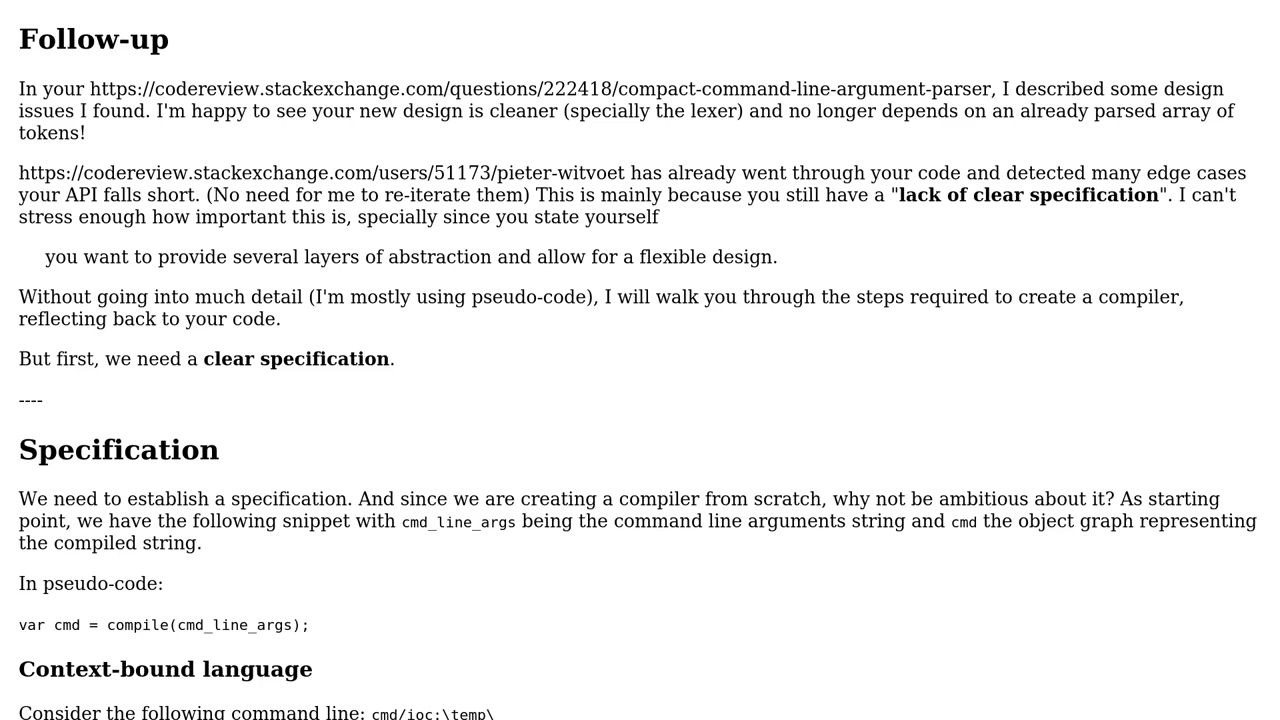 Follow-up
In your https://codereview.stackexchange.com/questions/222418/compact-command-line-argument-parser, I described some design
issues I found. I'm happy to see your new design is cleaner (specially the lexer) and no longer depends on an already parsed array of
tokens!
https://codereview.stackexchange.com/users/51173/pieter-witvoet has already went through your code and detected many edge cases
your API falls short. (No need for me to re-iterate them) This is mainly because you still have a "lack of clear specification". I can't
stress enough how important this is, specially since you state yourself
you want to provide several layers of abstraction and allow for a flexible design.
Without going into much detail (I'm mostly using pseudo-code), I will walk you through the steps required to create a compiler,
reflecting back to your code.
But first, we need a clear specification.
----
Specification
We need to establish a specification. And since we are creating a compiler from scratch, why not be ambitious about it? As starting
point, we have the following snippet with cmd_line_args being the command line arguments string and cmd the object graph representing
the compiled string.
In pseudo-code:
var cmd = compile(cmd_line_args);
Context-bound language
Consider the following command line: cmd/ioc:\temp\